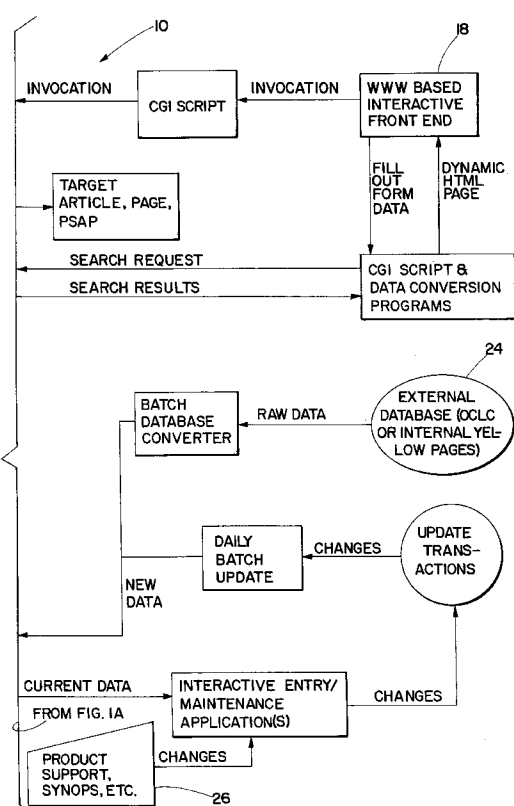 10
18
INVOCATION
CGI SCRIPT
INVOCATION
WWW BASED
INTERACTIVE
FRONT END
TARGET
ARTICLE, PAGE,
PSAP
FILL
OUT
FORM
DATA
DYNAMIC
HTML
PAGE
SEARCH REQUEST
SEARCH RESULTS
CGI SCRIPT &
DATA CONVERSION
PROGRAMS
24
BATCH
DATABASE
CONVERTER
RAW DATA
EXTERNAL
DATABASE (OCLC
OR INTERNAL YEL-
LOW PAGES)
DAILY
BATCH
UPDATE
CHANGES
UPDATE
TRANS-
ACTIONS
NEW
DATA
CURRENT DATA
FROM FIG. 1A
INTERACTIVE ENTRY/
MAINTENANCE
APPLICATION(S)
CHANGES
PRODUCT
SUPPORT,
SYNOPS, ETC.
CHANGES
26